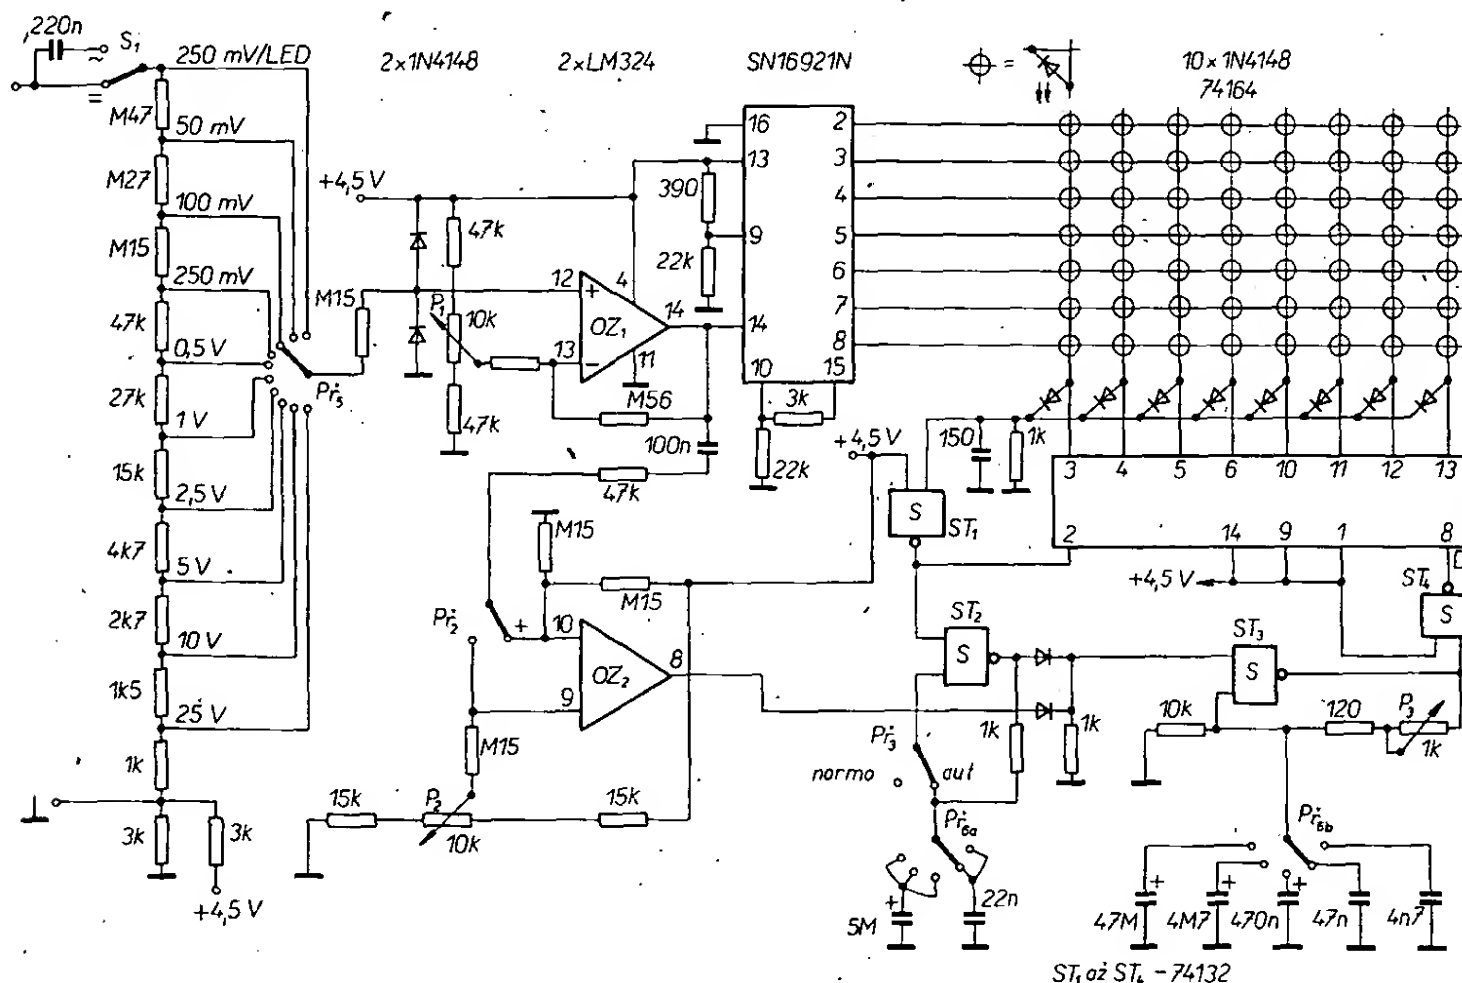 220n
S₁
250 mV/LED
2x1N4148
2xLM324
SN16921N
=
10x1N4148
74164
≈
=
M47
50 mV
M27
100 mV
M15
250 mV
47k
0,5 V
27k
1 V
15k
2,5 V
4k7
5 V
2k7
10 V
1k5
25 V
1k
3k
3k
+4,5 V
Př₅
M15
+4,5 V
47k
P₁
10k
47k
12
+
4
OZ₁
14
13
−
11
M56
100n
47k
16
13
390
9
22k
14
10
15
3k
22k
2
3
4
5
6
7
8
+4,5 V
150
1k
3
4
5
6
10
11
12
13
S
ST₁
2
14
9
1
8
+4,5 V
ST₄
S
M15
M15
Př₂
+
10
OZ₂
8
9
M15
15k
P₂
10k
15k
ST₂
S
ST₃
S
1k
1k
Př₃
normo
aut
Př₆ₐ
+
5M
22n
10k
120
P₃
1k
Př₆b
+
47M
+
4M7
+
470n
47n
4n7
ST₁ až ST₄ - 74132